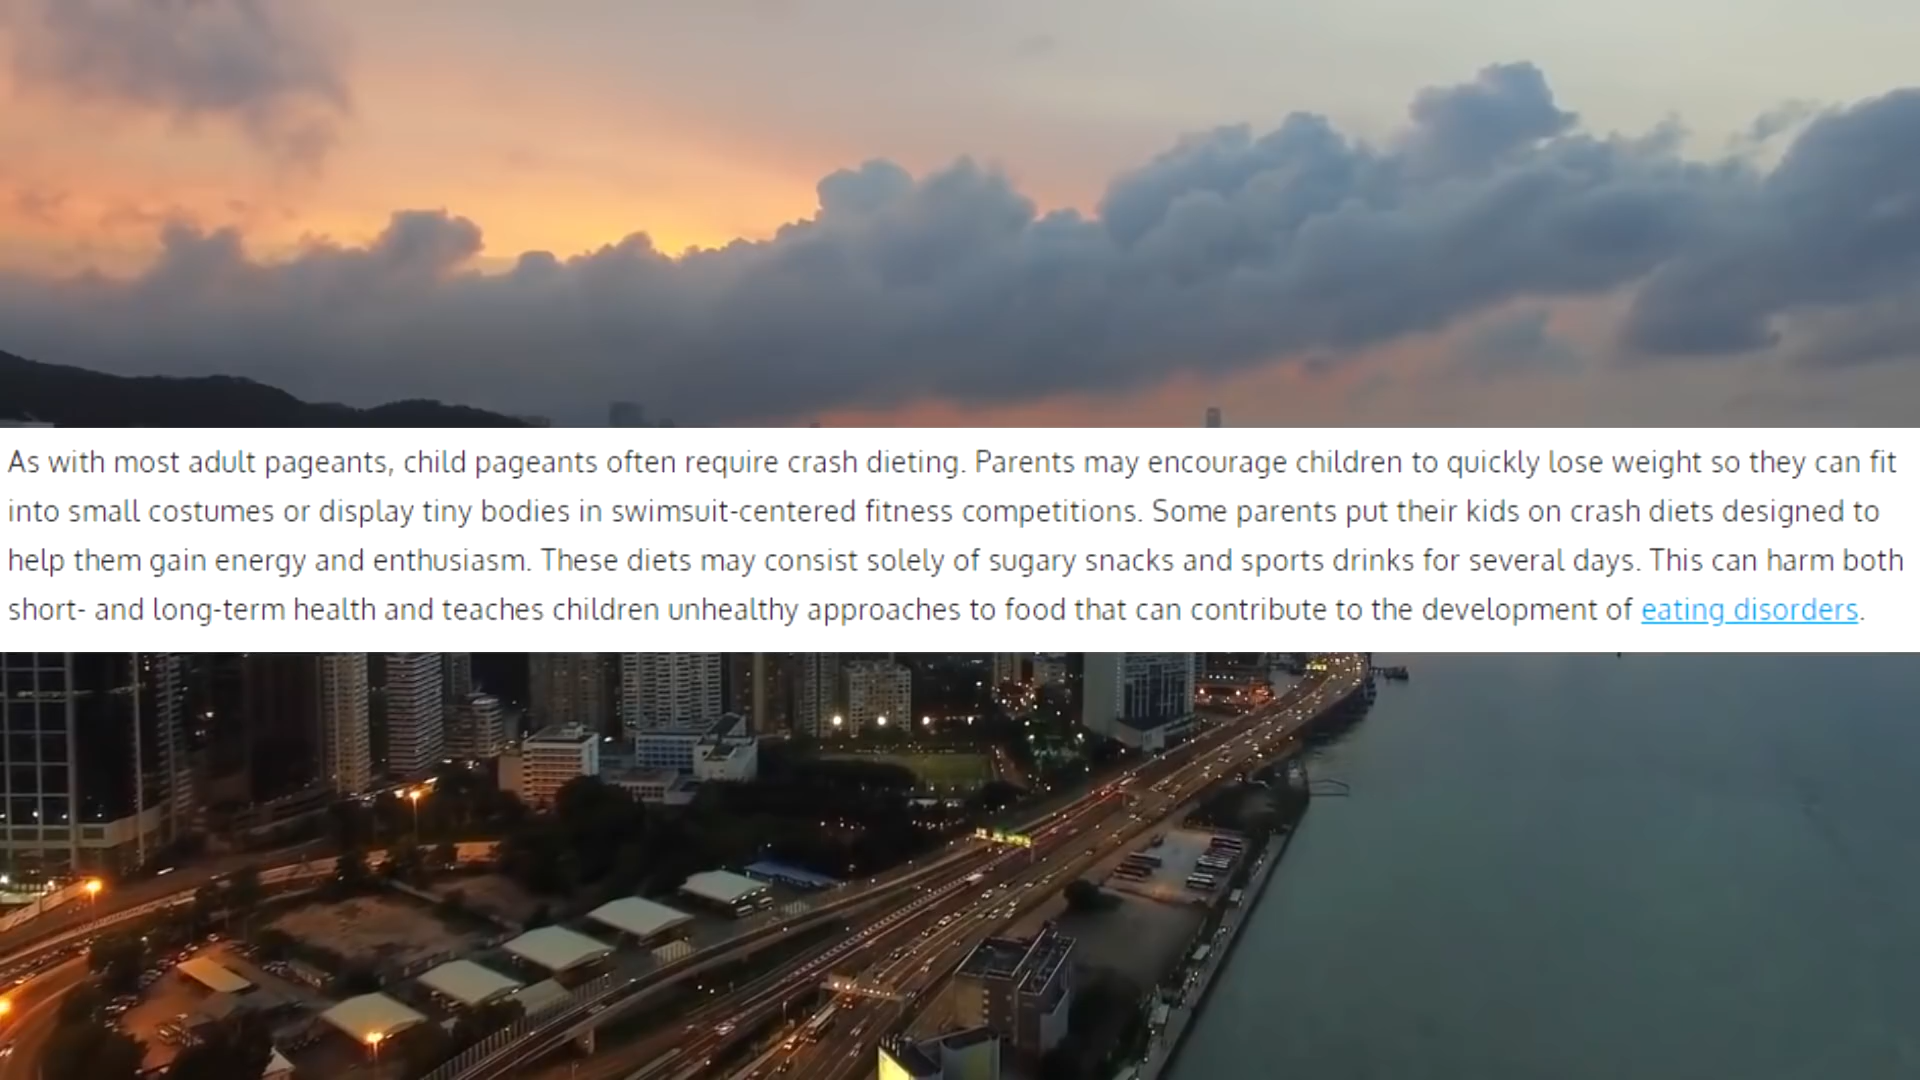 As with most adult pageants, child pageants often require crash dieting. Parents may encourage children to quickly lose weight so they can fit
into small costumes or display tiny bodies in swimsuit-centered fitness competitions. Some parents put their kids on crash diets designed to
help them gain energy and enthusiasm. These diets may consist solely of sugary snacks and sports drinks for several days. This can harm both
short- and long-term health and teaches children unhealthy approaches to food that can contribute to the development of eating disorders.